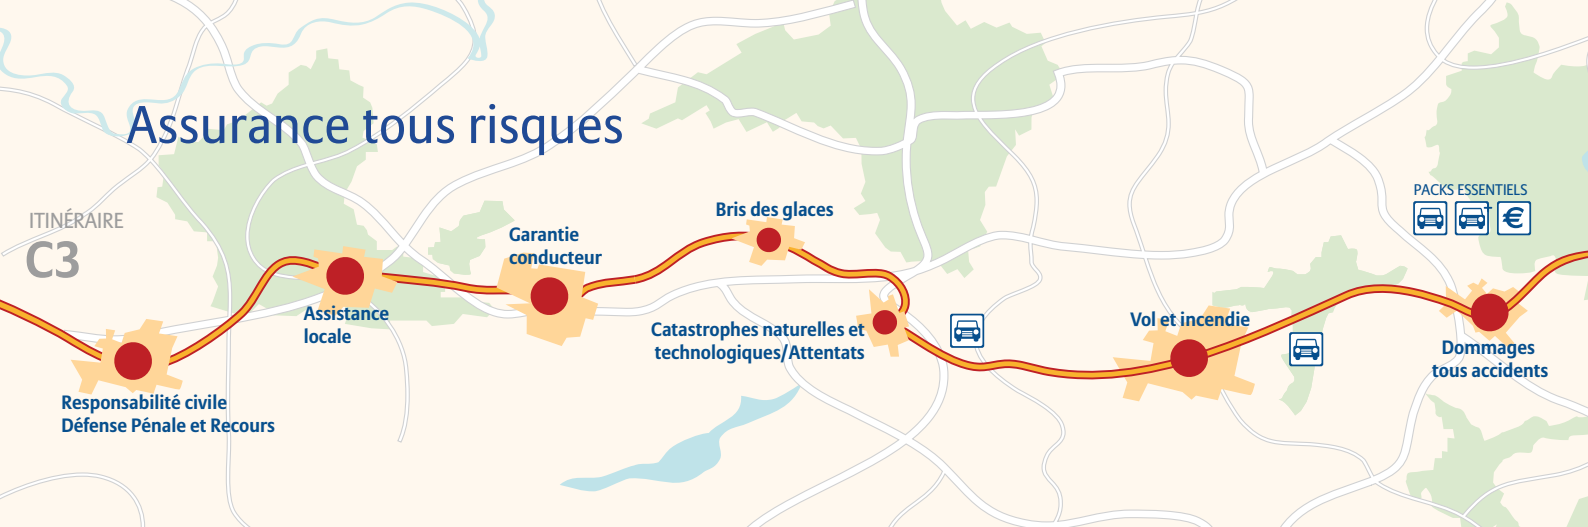 Assurance tous risques
ITINÉRAIRE
C3
Responsabilité civile
Défense Pénale et Recours
Assistance
locale
Garantie
conducteur
Bris des glaces
Catastrophes naturelles et
technologiques/Attentats
Vol et incendie
PACKS ESSENTIELS
+
€
Dommages
tous accidents